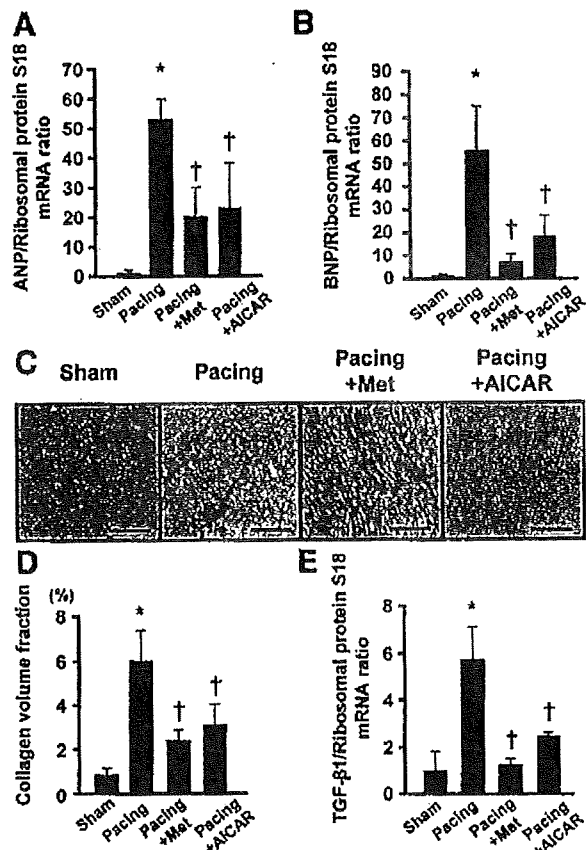 A
ANP/Ribosomal protein S18
mRNA ratio
70
60
50
40
30
20
10
0
*
†
†
Sham
Pacing
Pacing
+Met
Pacing
+AICAR
B
BNP/Ribosomal protein S18
mRNA ratio
90
80
70
60
50
40
30
20
10
0
*
†
†
Sham
Pacing
Pacing
+Met
Pacing
+AICAR
C
Sham
Pacing
Pacing
+Met
Pacing
+AICAR
D
(%)
Collagen volume fraction
8
6
4
2
0
*
†
†
Sham
Pacing
Pacing
+Met
Pacing
+AICAR
E
TGF-β1/Ribosomal protein S18
mRNA ratio
8
6
4
2
0
*
†
†
Sham
Pacing
Pacing
+Met
Pacing
+AICAR